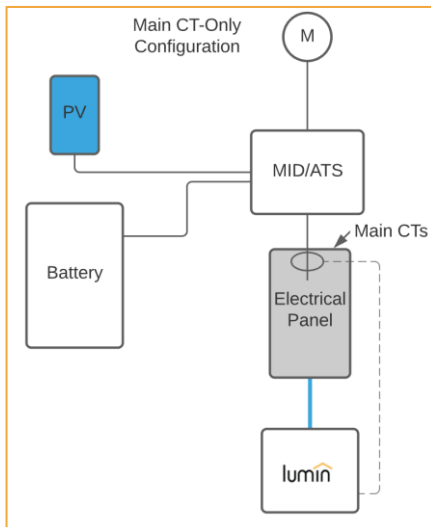 Main CT-Only
Configuration
M
PV
MID/ATS
Main CTs
Battery
Electrical
Panel
lumin